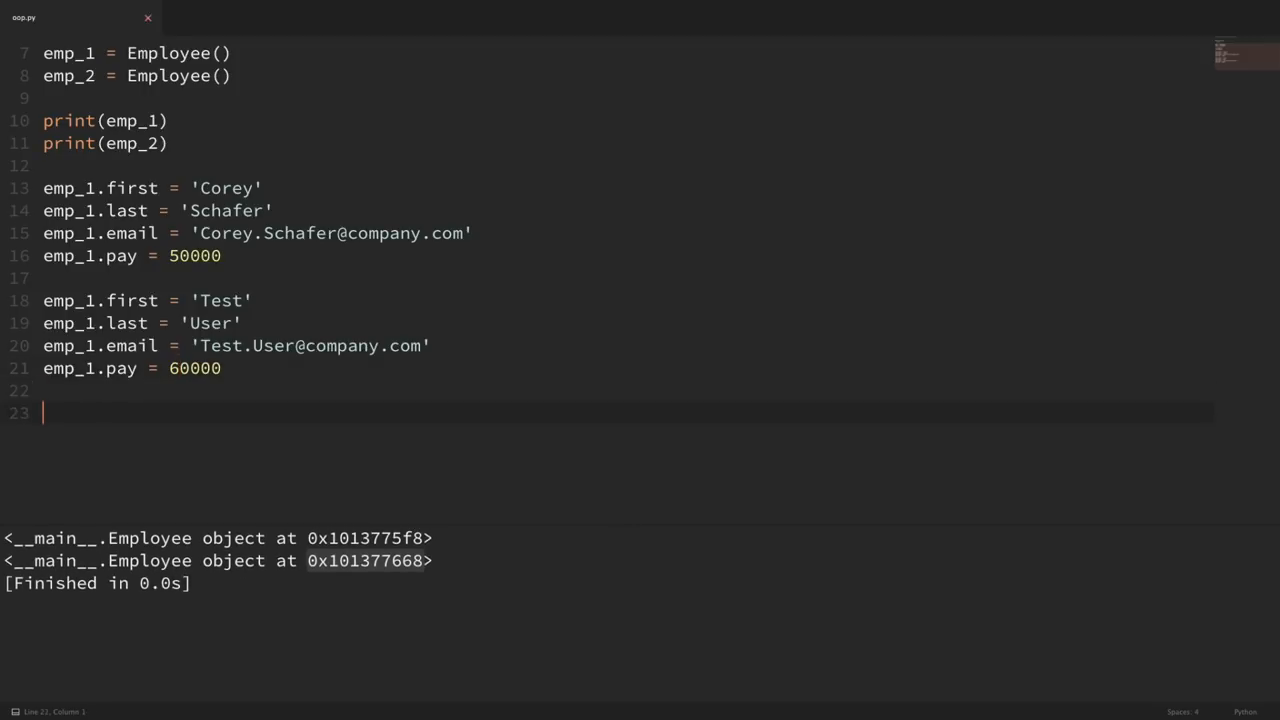 oop.py
7 emp_1 = Employee()
8 emp_2 = Employee()
9
10 print(emp_1)
11 print(emp_2)
12
13 emp_1.first = 'Corey'
14 emp_1.last = 'Schafer'
15 emp_1.email = 'Corey.Schafer@company.com'
16 emp_1.pay = 50000
17
18 emp_1.first = 'Test'
19 emp_1.last = 'User'
20 emp_1.email = 'Test.User@company.com'
21 emp_1.pay = 60000
22
23
<__main__.Employee object at 0x1013775f8>
<__main__.Employee object at 0x101377668>
[Finished in 0.0s]
Line 22, Column 1
Spaces: 4
Python